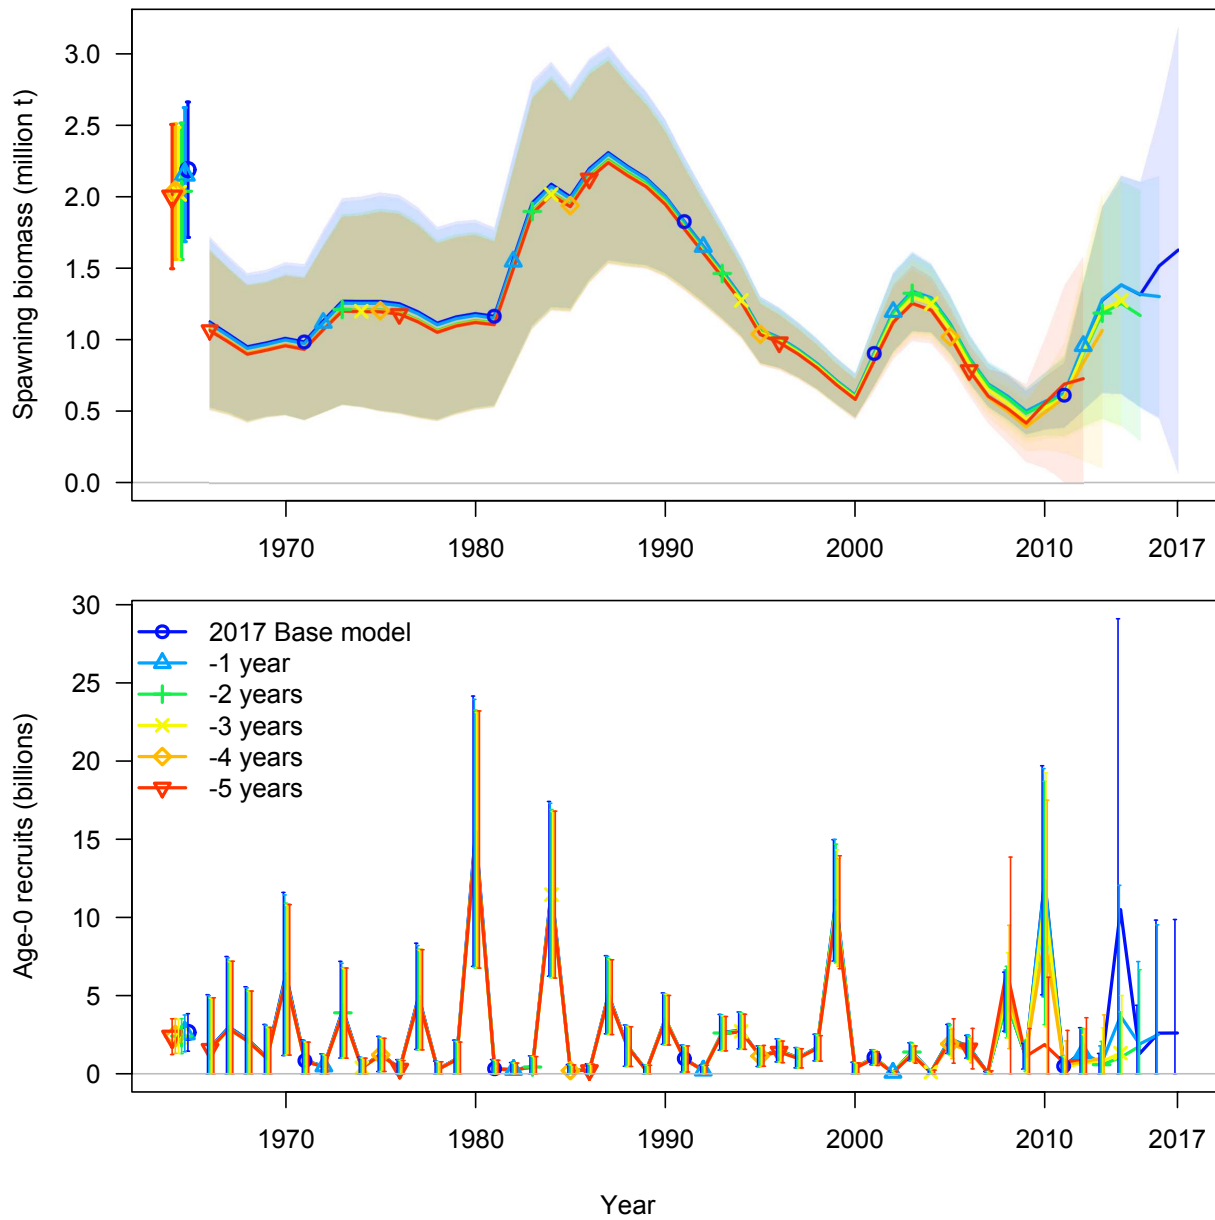 Spawning biomass (million t)
3.0
2.5
2.0
1.5
1.0
0.5
0.0
1970 1980 1990 2000 2010 2017
Age-0 recruits (billions)
30
25
20
15
10
5
0
2017 Base model
-1 year
-2 years
-3 years
-4 years
-5 years
1970 1980 1990 2000 2010 2017
Year